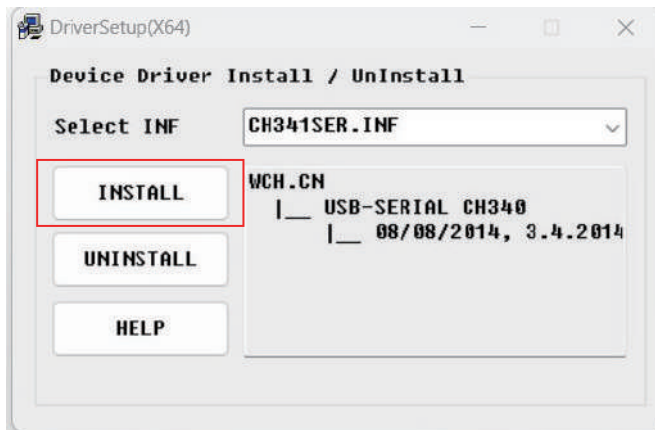 DriverSetup(X64)
Device Driver Install / UnInstall
Select INF
CH341SER.INF
INSTALL
WCH.CN
|__ USB-SERIAL CH340
|__ 08/08/2014, 3.4.2014
UNINSTALL
HELP